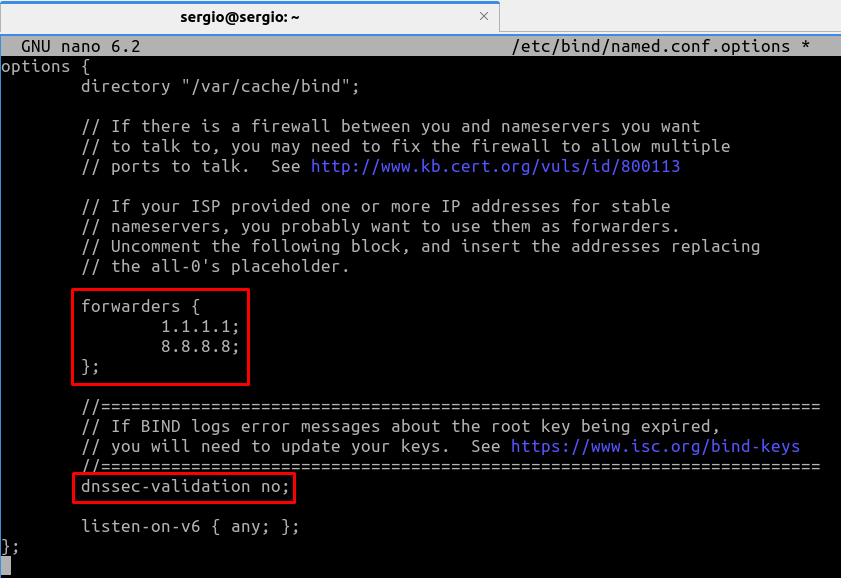 sergio@sergio: ~ ×
GNU nano 6.2 /etc/bind/named.conf.options *
options {
        directory "/var/cache/bind";

        // If there is a firewall between you and nameservers you want
        // to talk to, you may need to fix the firewall to allow multiple
        // ports to talk.  See http://www.kb.cert.org/vuls/id/800113

        // If your ISP provided one or more IP addresses for stable
        // nameservers, you probably want to use them as forwarders.
        // Uncomment the following block, and insert the addresses replacing
        // the all-0's placeholder.

        forwarders {
                1.1.1.1;
                8.8.8.8;
        };

        //========================================================================
        // If BIND logs error messages about the root key being expired,
        // you will need to update your keys.  See https://www.isc.org/bind-keys
        //========================================================================
        dnssec-validation no;

        listen-on-v6 { any; };
};